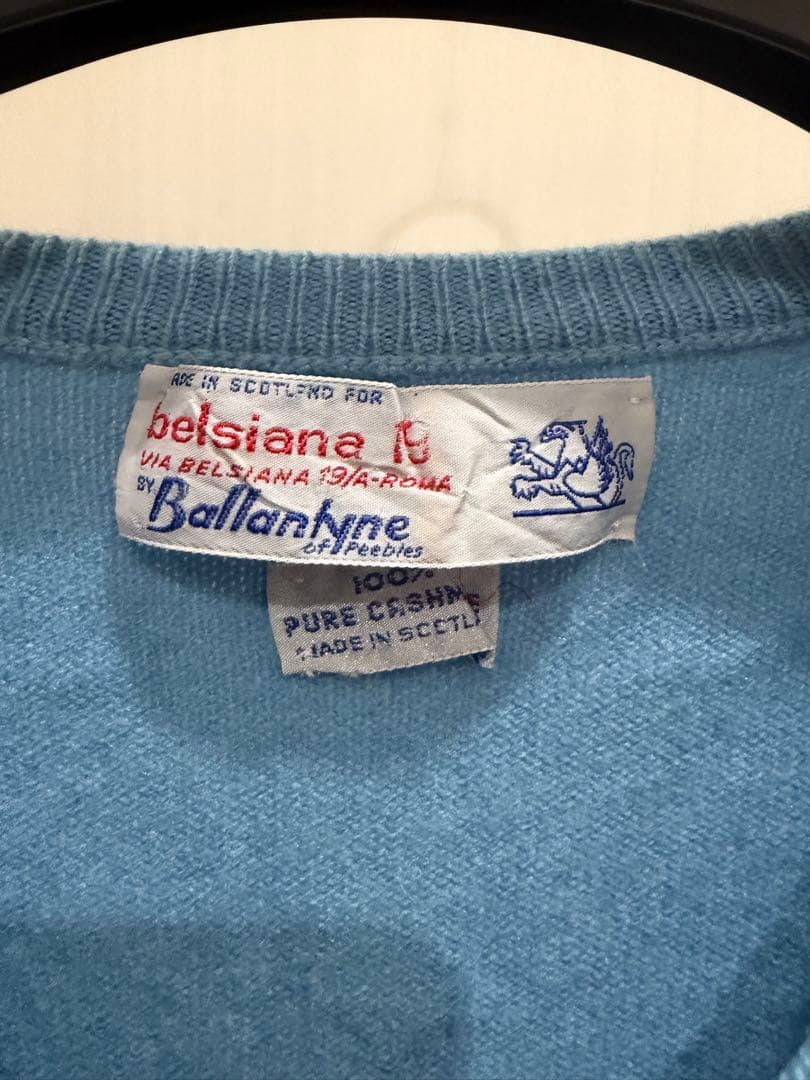 ADE IN SCOTLAND FOR
belsiana 19
VIA BELSIANA 19/A-ROMA
BY Ballantyne
of Peebles
100%
PURE CASHME
MADE IN SCOTL